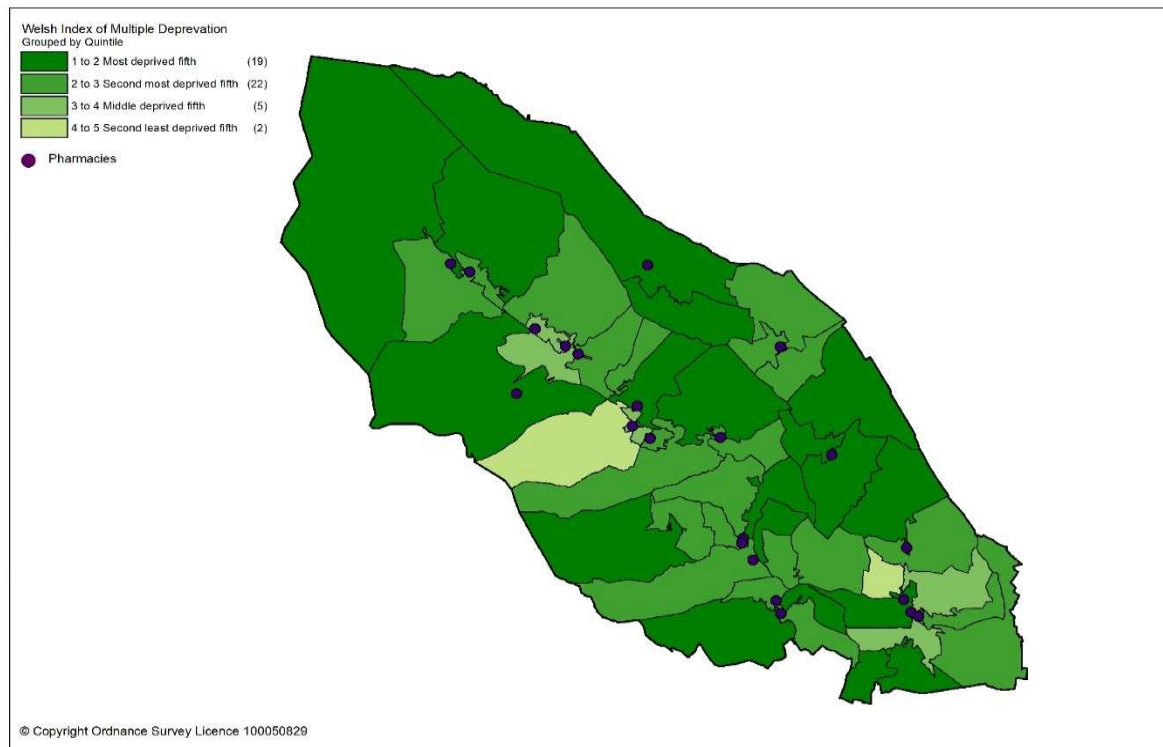 Welsh Index of Multiple Deprevation
Grouped by Quintile
1 to 2 Most deprived fifth (19)
2 to 3 Second most deprived fifth (22)
3 to 4 Middle deprived fifth (5)
4 to 5 Second least deprived fifth (2)
Pharmacies
© Copyright Ordnance Survey Licence 100050829